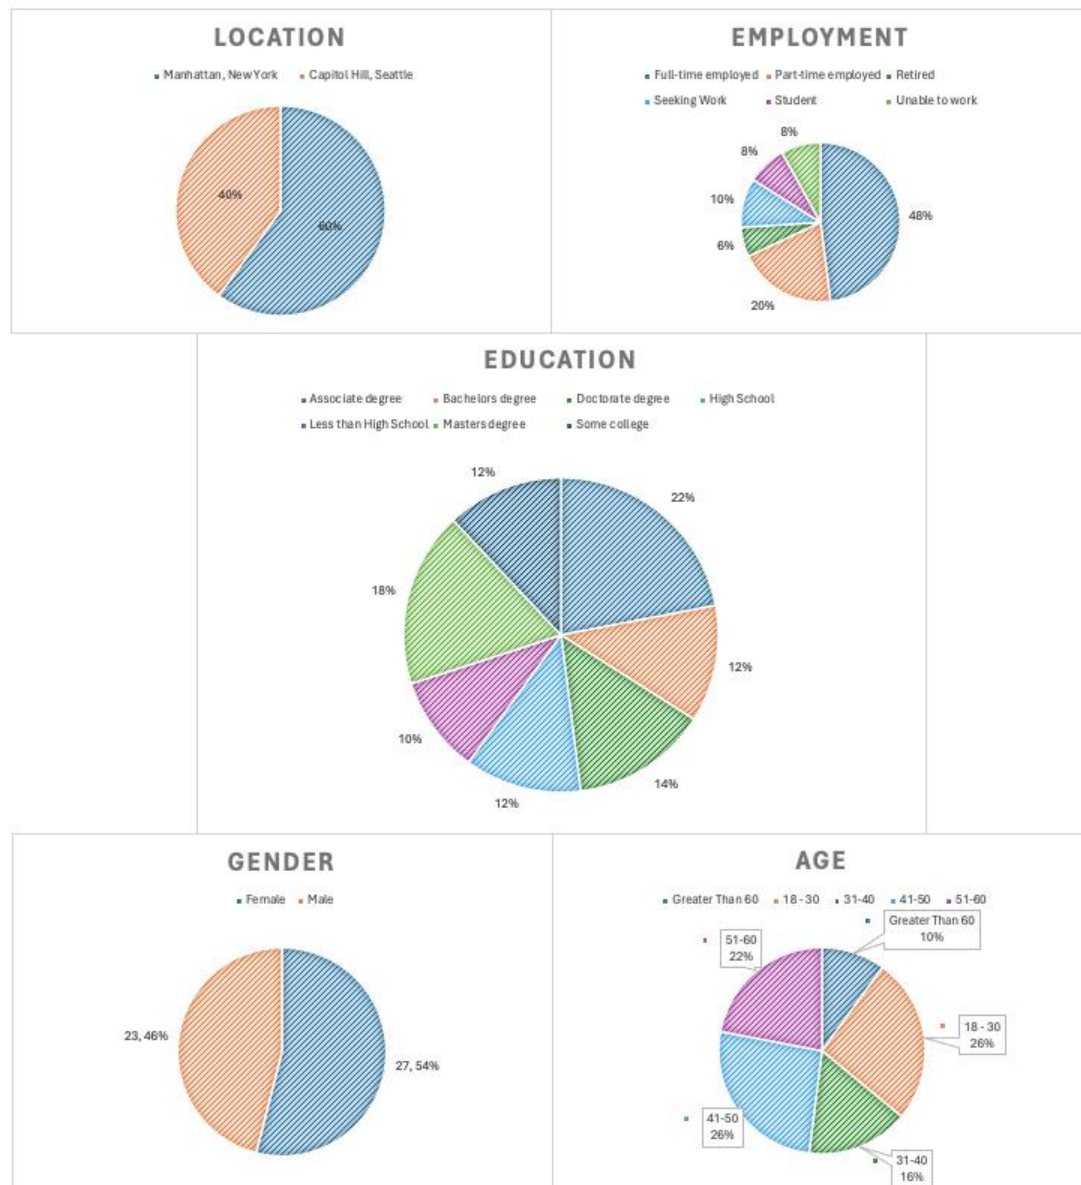 LOCATION
Manhattan, New York Capitol Hill, Seattle
40%
60%
EMPLOYMENT
Full-time employed Part-time employed Retired
Seeking Work Student Unable to work
8%
8%
10%
48%
6%
20%
EDUCATION
Associate degree Bachelors degree Doctorate degree High School
Less than High School Masters degree Some college
12%
22%
18%
12%
10%
14%
12%
GENDER
Female Male
23, 46%
27, 54%
AGE
Greater Than 60 18 - 30 31-40 41-50 51-60
Greater Than 60
10%
51-60
22%
18 - 30
26%
41-50
26%
31-40
16%